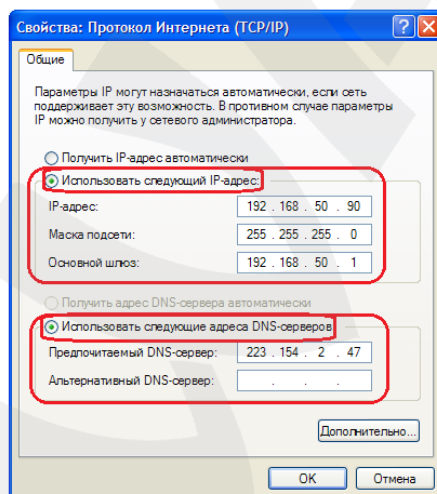 Свойства: Протокол Интернета (TCP/IP)
Общие
Параметры IP могут назначаться автоматически, если сеть
поддерживает эту возможность. В противном случае параметры
IP можно получить у сетевого администратора.
Получить IP-адрес автоматически
Использовать следующий IP-адрес:
IP-адрес: 192 . 168 . 50 . 90
Маска подсети: 255 . 255 . 255 . 0
Основной шлюз: 192 . 168 . 50 . 1
Получить адрес DNS-сервера автоматически
Использовать следующие адреса DNS-серверов
Предпочитаемый DNS-сервер: 223 . 154 . 2 . 47
Альтернативный DNS-сервер: . . .
Дополнительно...
OK Отмена